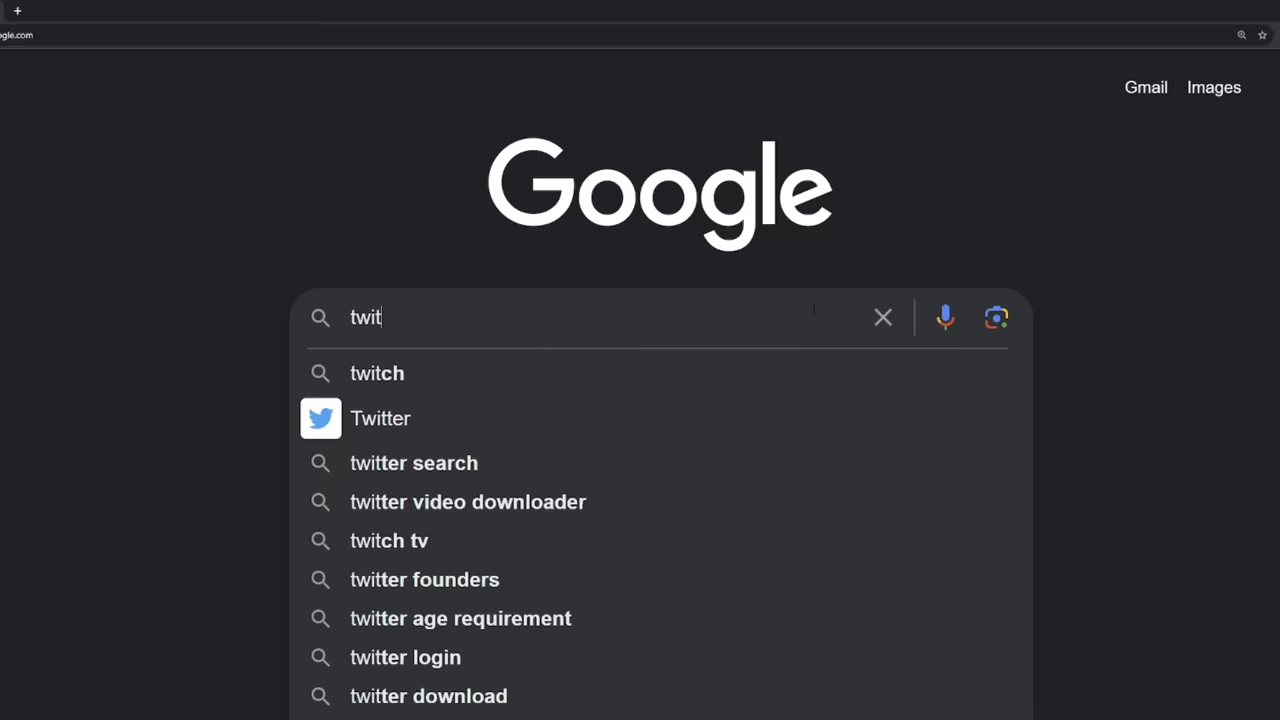 +
ogle.com
Gmail Images
Google
twit
twitch
Twitter
twitter search
twitter video downloader
twitch tv
twitter founders
twitter age requirement
twitter login
twitter download